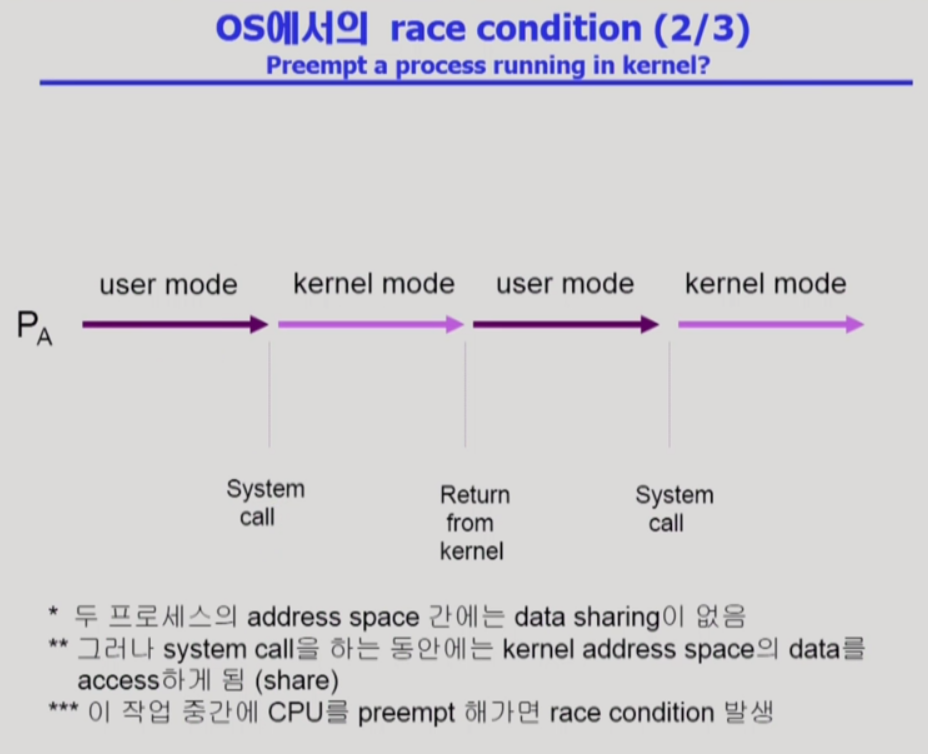 OS에서의 race condition (2/3)
Preempt a process running in kernel?
user mode kernel mode user mode kernel mode
PA
System call
Return from kernel
System call
* 두 프로세스의 address space 간에는 data sharing이 없음
** 그러나 system call을 하는 동안에는 kernel address space의 data를
access하게 됨 (share)
*** 이 작업 중간에 CPU를 preempt 해가면 race condition 발생